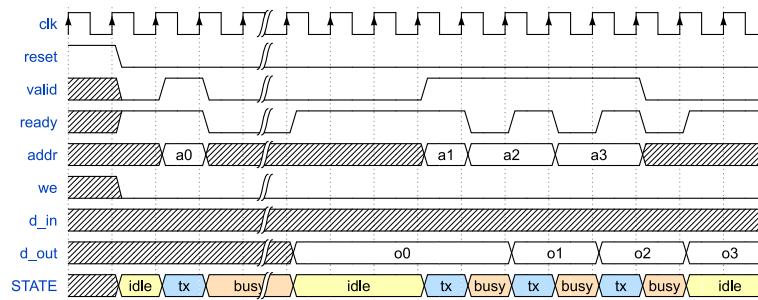 clk
reset
valid
ready
addr a0 a1 a2 a3
we
d_in
d_out o0 o1 o2 o3
STATE idle tx busy idle tx busy tx busy tx busy idle